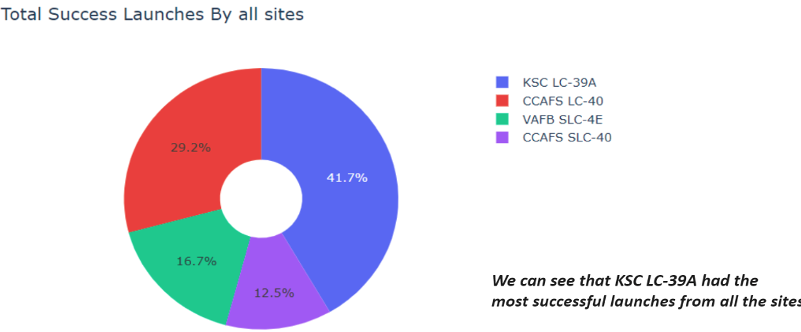 Total Success Launches By all sites
KSC LC-39A
CCAFS LC-40
VAFB SLC-4E
CCAFS SLC-40
29.2%
41.7%
16.7%
12.5%
We can see that KSC LC-39A had the
most successful launches from all the sites